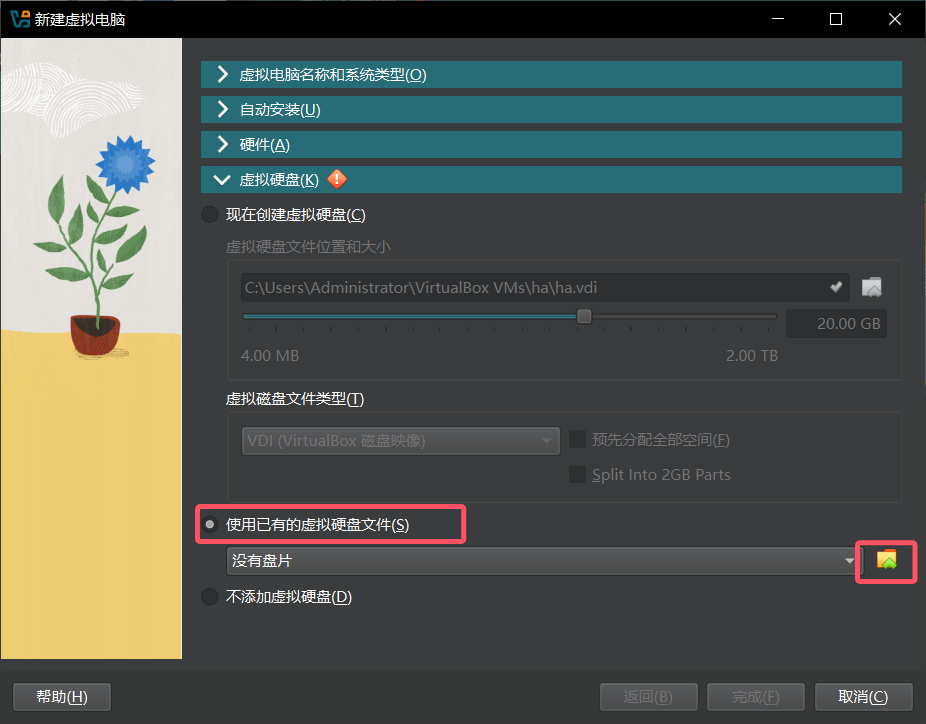 新建虚拟电脑
虚拟电脑名称和系统类型(O)
自动安装(U)
硬件(A)
虚拟硬盘(K)
现在创建虚拟硬盘(C)
虚拟硬盘文件位置和大小
C:\Users\Administrator\VirtualBox VMs\ha\ha.vdi
20.00 GB
4.00 MB 2.00 TB
虚拟磁盘文件类型(T)
VDI (VirtualBox 磁盘映像) 预先分配全部空间(F)
Split Into 2GB Parts
使用已有的虚拟硬盘文件(S)
没有盘片
不添加虚拟硬盘(D)
帮助(H) 返回(B) 完成(F) 取消(C)